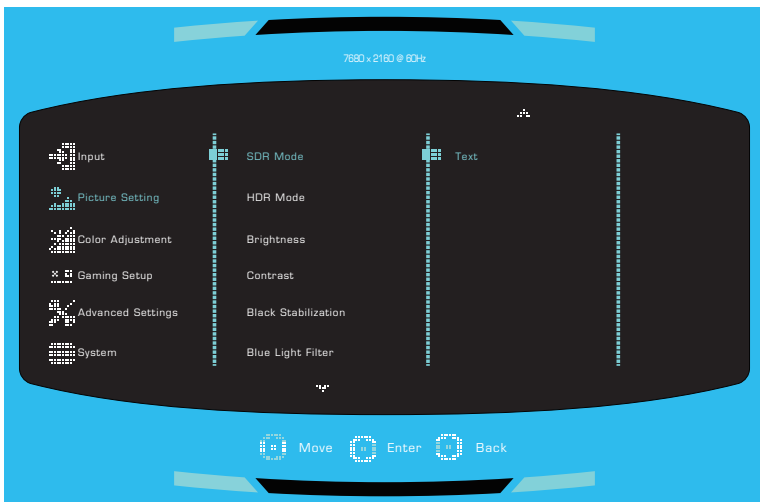 7680 x 2160 @ 60Hz
Input
SDR Mode
Text
Picture Setting
HDR Mode
Color Adjustment
Brightness
Gaming Setup
Contrast
Advanced Settings
Black Stabilization
System
Blue Light Filter
Move
Enter
Back